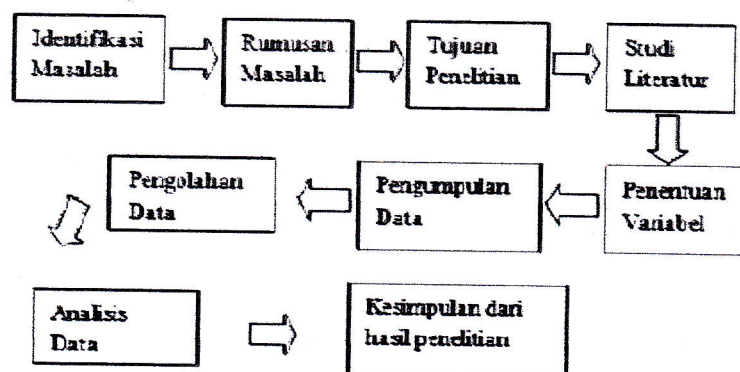 Identifikasi
Masalah
Rumusan
Masalah
Tujuan
Penelitian
Studi
Literatur
Penentuan
Variabel
Pengumpulan
Data
Pengolahan
Data
Analisis
Data
Kesimpulan dari
hasil penelitian